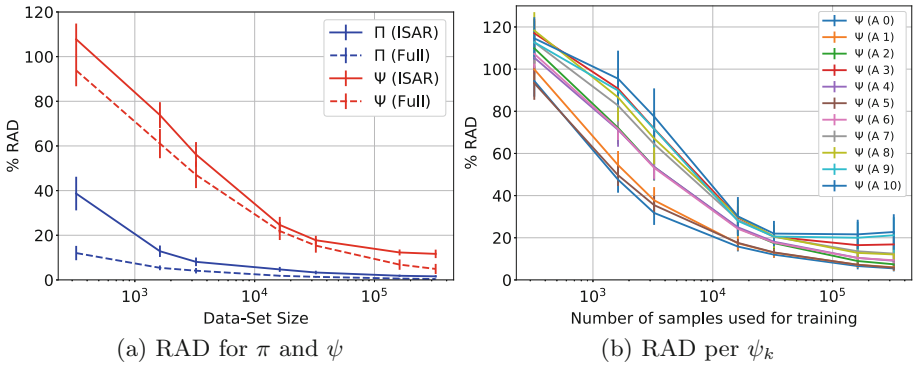 120
100
80
60
40
20
0
% RAD
10³
10⁴
10⁵
Data-Set Size
Π (ISAR)
Π (Full)
Ψ (ISAR)
Ψ (Full)
(a) RAD for π and ψ
120
100
80
60
40
20
0
% RAD
10³
10⁴
10⁵
Number of samples used for training
Ψ (A 0)
Ψ (A 1)
Ψ (A 2)
Ψ (A 3)
Ψ (A 4)
Ψ (A 5)
Ψ (A 6)
Ψ (A 7)
Ψ (A 8)
Ψ (A 9)
Ψ (A 10)
(b) RAD per ψₖ